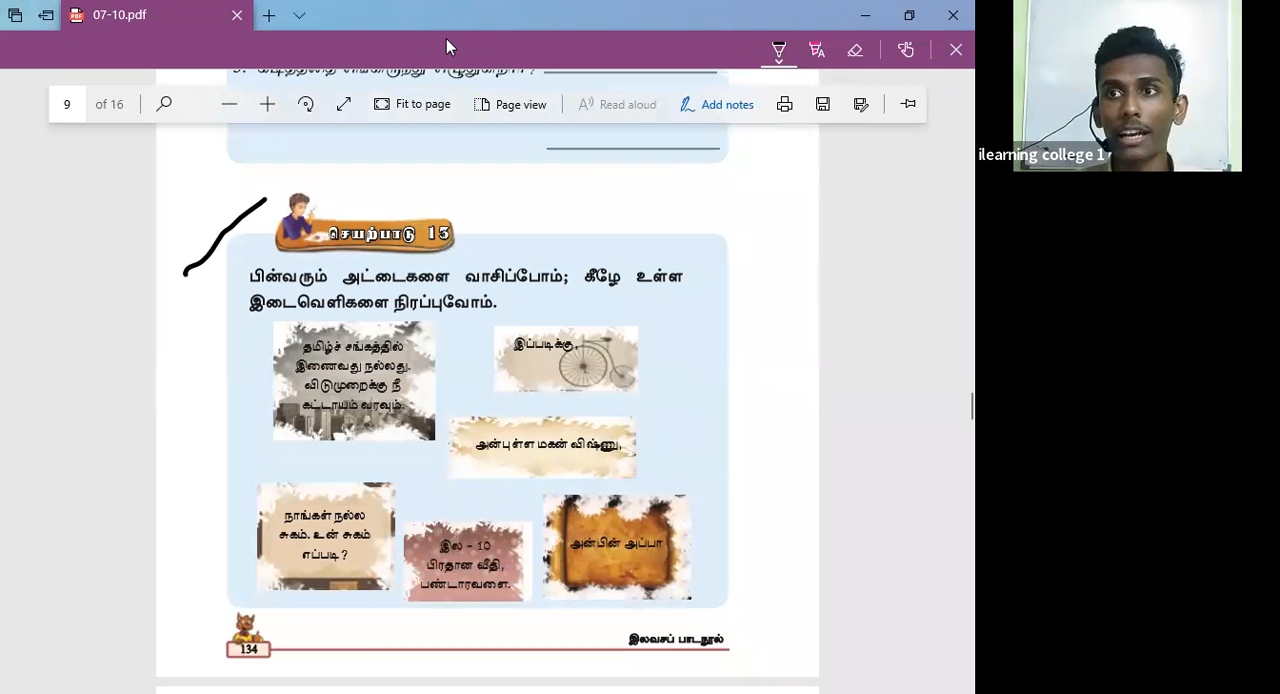 07-10.pdf
9 of 16
Fit to page
Page view
Read aloud
Add notes
ilearning college 1
செயற்பாடு 13
பின்வரும் அட்டைகளை வாசிப்போம்; கீழே உள்ள
இடைவெளிகளை நிரப்புவோம்.
தமிழ்ச் சங்கத்தில்
இணைவது நல்லது.
விடுமுறைக்கு நீ
கட்டாயம் வரவும்.
இப்படிக்கு,
அன்புள்ள மகன் விஷ்ணு,
நாங்கள் நல்ல
சுகம். உன் சுகம்
எப்படி?
இல - 10
பிரதான வீதி,
பண்டாரவளை.
அன்பின் அப்பா
134
இலவசப் பாடநூல்